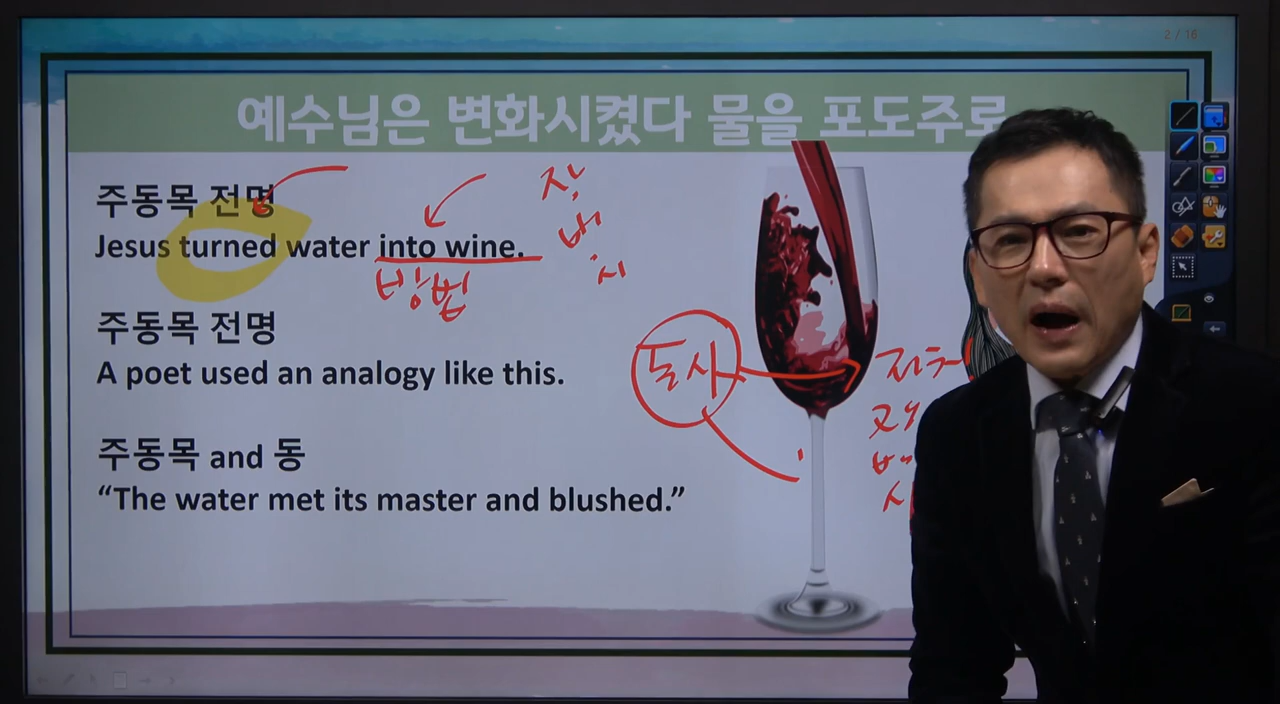 2 / 16
예수님은 변화시켰다 물을 포도주로
주동목 전명
Jesus turned water into wine.
방법
주동목 전명
A poet used an analogy like this.
동사
주동목 and 동
“The water met its master and blushed.”